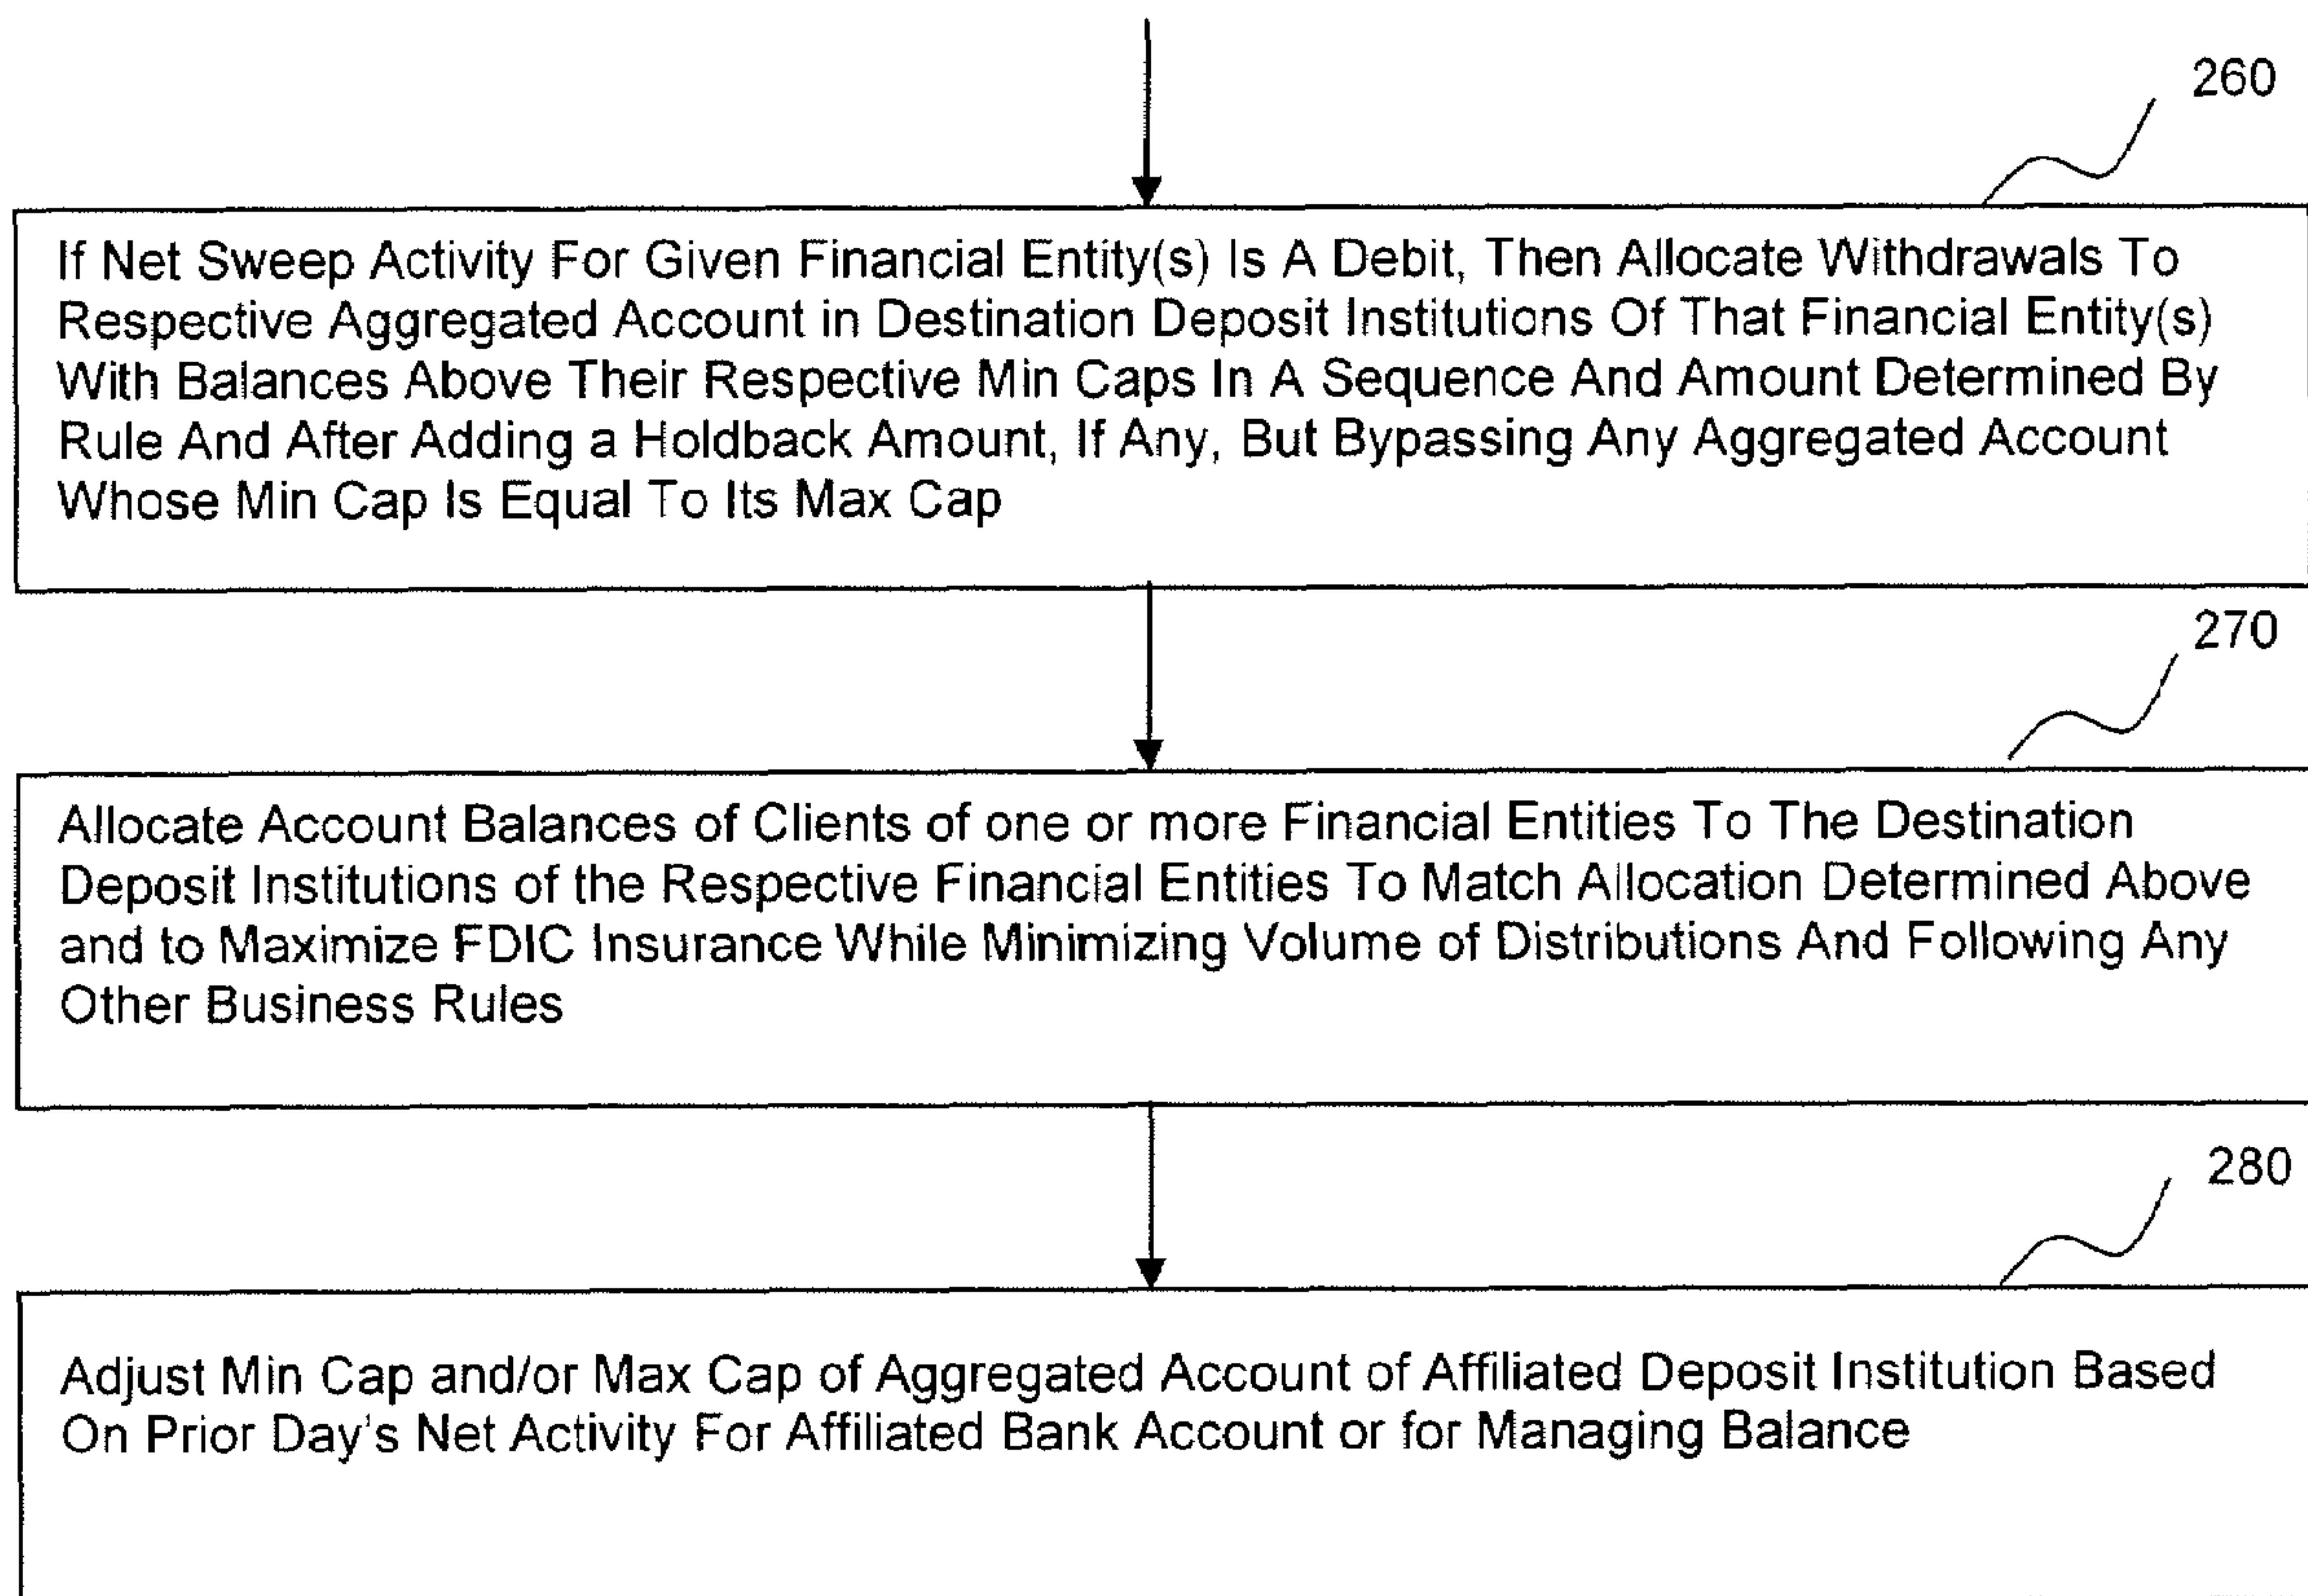 260
If Net Sweep Activity For Given Financial Entity(s) Is A Debit, Then Allocate Withdrawals To
Respective Aggregated Account in Destination Deposit Institutions Of That Financial Entity(s)
With Balances Above Their Respective Min Caps In A Sequence And Amount Determined By
Rule And After Adding a Holdback Amount, If Any, But Bypassing Any Aggregated Account
Whose Min Cap Is Equal To Its Max Cap
270
Allocate Account Balances of Clients of one or more Financial Entities To The Destination
Deposit Institutions of the Respective Financial Entities To Match Allocation Determined Above
and to Maximize FDIC Insurance While Minimizing Volume of Distributions And Following Any
Other Business Rules
280
Adjust Min Cap and/or Max Cap of Aggregated Account of Affiliated Deposit Institution Based
On Prior Day's Net Activity For Affiliated Bank Account or for Managing Balance